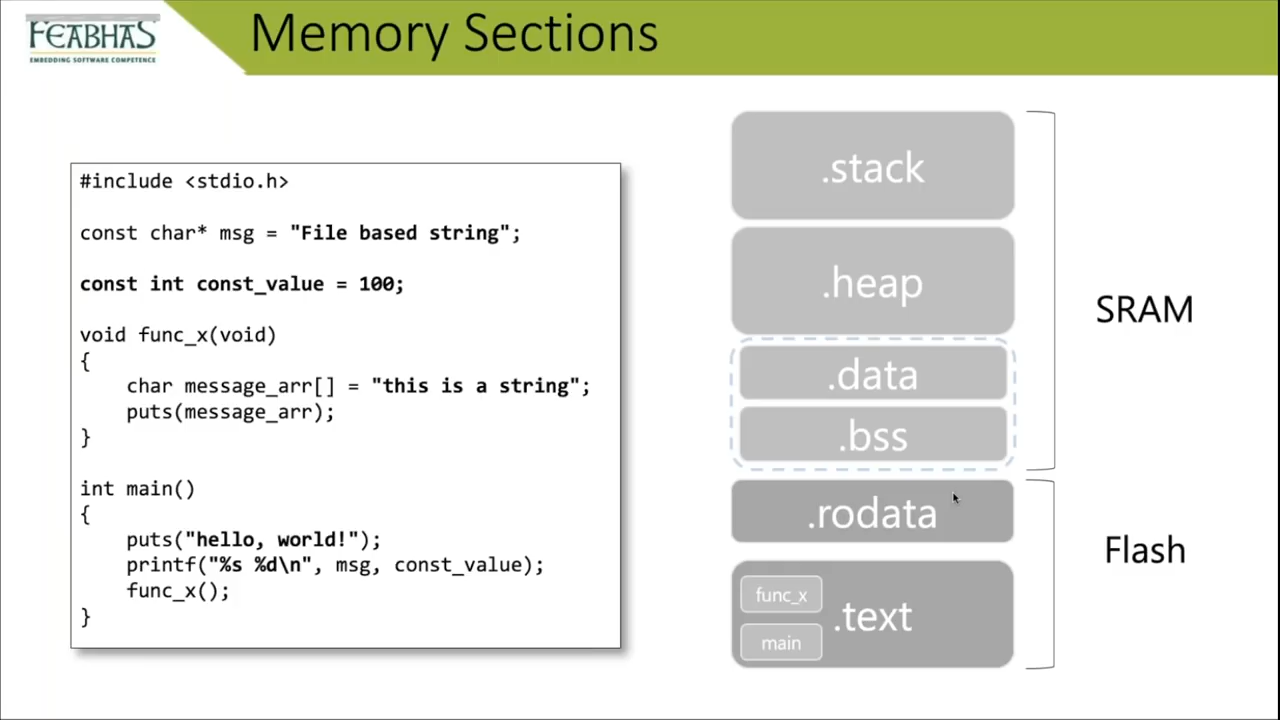 FEABHAS
EMBEDDING SOFTWARE COMPETENCE
Memory Sections
#include <stdio.h>
const char* msg = "File based string";
const int const_value = 100;
void func_x(void)
{
    char message_arr[] = "this is a string";
    puts(message_arr);
}
int main()
{
    puts("hello, world!");
    printf("%s %d\n", msg, const_value);
    func_x();
}
.stack
.heap
.data
.bss
SRAM
.rodata
func_x
main
.text
Flash